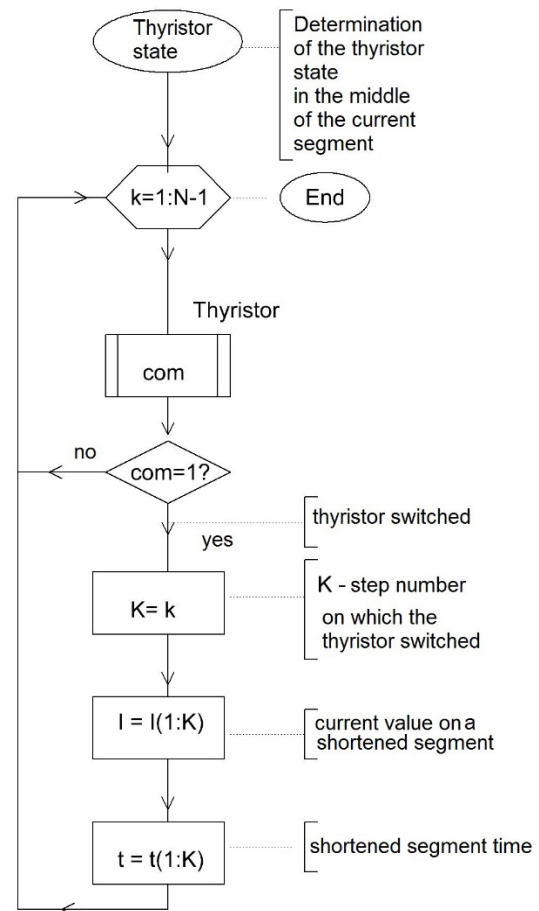 Thyristor
state
Determination
of the thyristor
state
in the middle
of the current
segment
k=1:N-1
End
Thyristor
com
no
com=1?
thyristor switched
yes
K= k
K - step number
on which the
thyristor switched
I = I(1:K)
current value on a
shortened segment
t = t(1:K)
shortened segment time